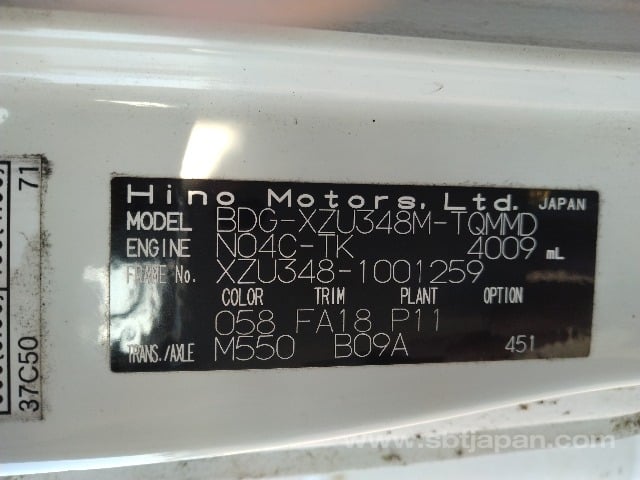 Hino Motors, Ltd. JAPAN
MODEL BDG-XZU348M-TQMMD
ENGINE N04C-TK 4009 mL
FRAME No. XZU348-1001259
COLOR TRIM PLANT OPTION
058 FA18 P11
TRANS./AXLE M550 B09A 451
37C50 71
www.sbtjapan.com